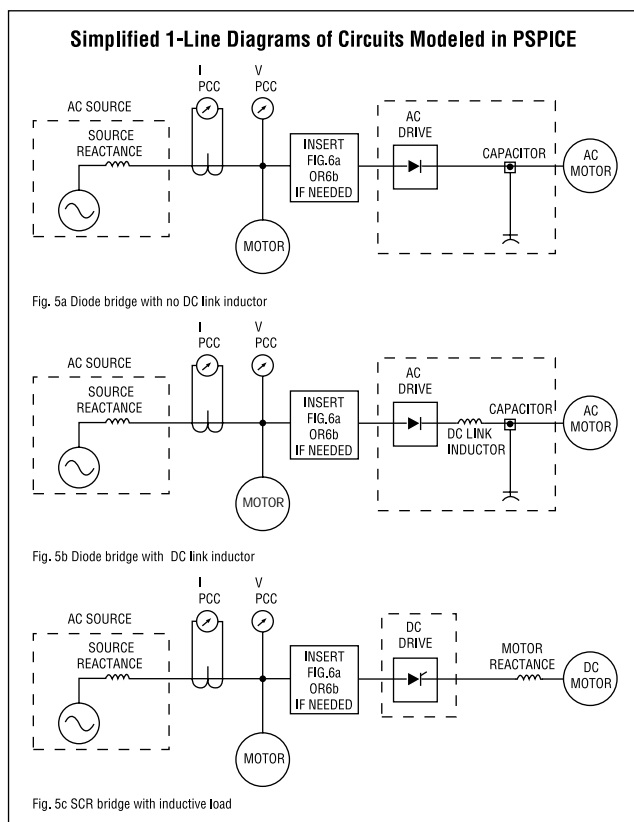 Simplified 1-Line Diagrams of Circuits Modeled in PSPICE
I
PCC
V
PCC
AC SOURCE
SOURCE
REACTANCE
INSERT
FIG.6a
OR6b
IF NEEDED
AC
DRIVE
CAPACITOR
AC
MOTOR
MOTOR
Fig. 5a Diode bridge with no DC link inductor
I
PCC
V
PCC
AC SOURCE
SOURCE
REACTANCE
INSERT
FIG.6a
OR6b
IF NEEDED
AC
DRIVE
DC LINK
INDUCTOR
CAPACITOR
AC
MOTOR
MOTOR
Fig. 5b Diode bridge with DC link inductor
I
PCC
V
PCC
AC SOURCE
SOURCE
REACTANCE
INSERT
FIG.6a
OR6b
IF NEEDED
DC
DRIVE
MOTOR
REACTANCE
DC
MOTOR
MOTOR
Fig. 5c SCR bridge with inductive load